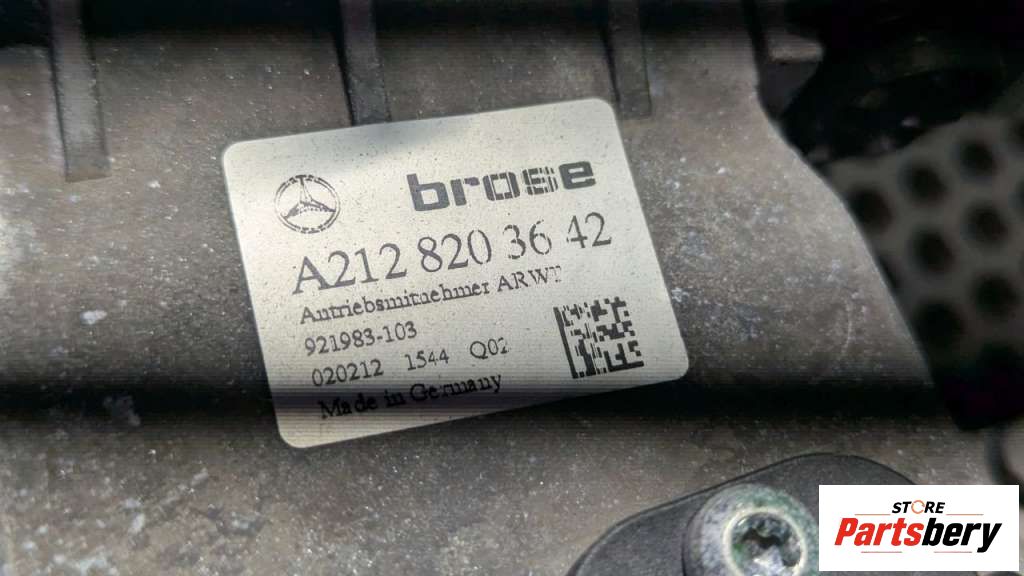 brose
A212 820 36 42
Antriebsmitnehmer ARWT
921983-103
020212 1544 Q02
Made in Germany
STORE
Partsbery